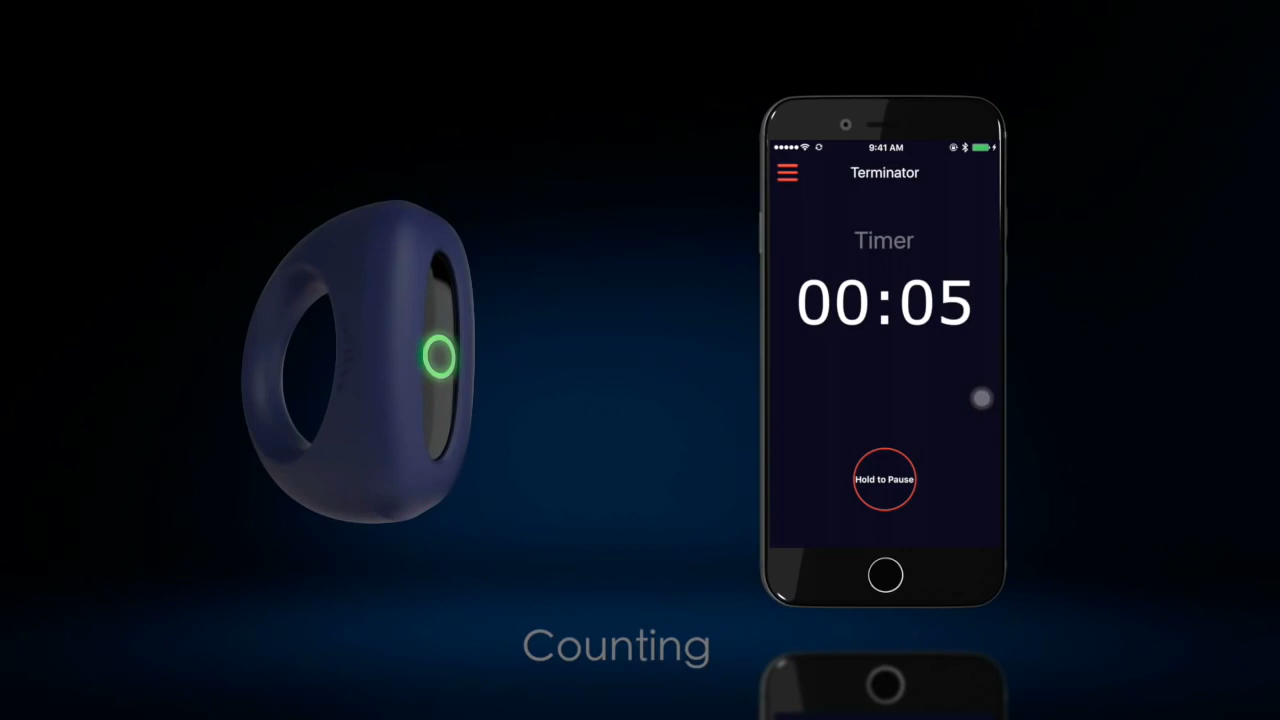 9:41 AM
Terminator
Timer
00:05
Hold to Pause
Counting